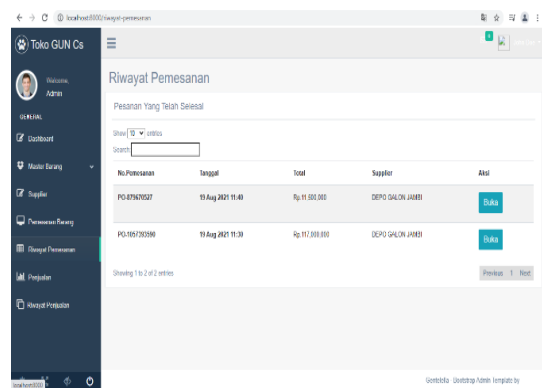 localhost:8000/riwayat-pemesanan
Toko GUN Cs
Welcome,
Admin
GENERAL
Dashboard
Master Barang
Supplier
Pemesanan Barang
Riwayat Pemesanan
Penjualan
Riwayat Penjualan
Riwayat Pemesanan
Pesanan Yang Telah Selesai
Show 10 entries
Search:
No.Pemesanan Tanggal Total Supplier Aksi
PO-879670527 19 Aug 2021 11:40 Rp.11,800,000 DEPO GALON JAMBI Buka
PO-1057393590 19 Aug 2021 11:39 Rp.117,000,000 DEPO GALON JAMBI Buka
Showing 1 to 2 of 2 entries
Previous 1 Next
Gentelella - Bootstrap Admin Template by